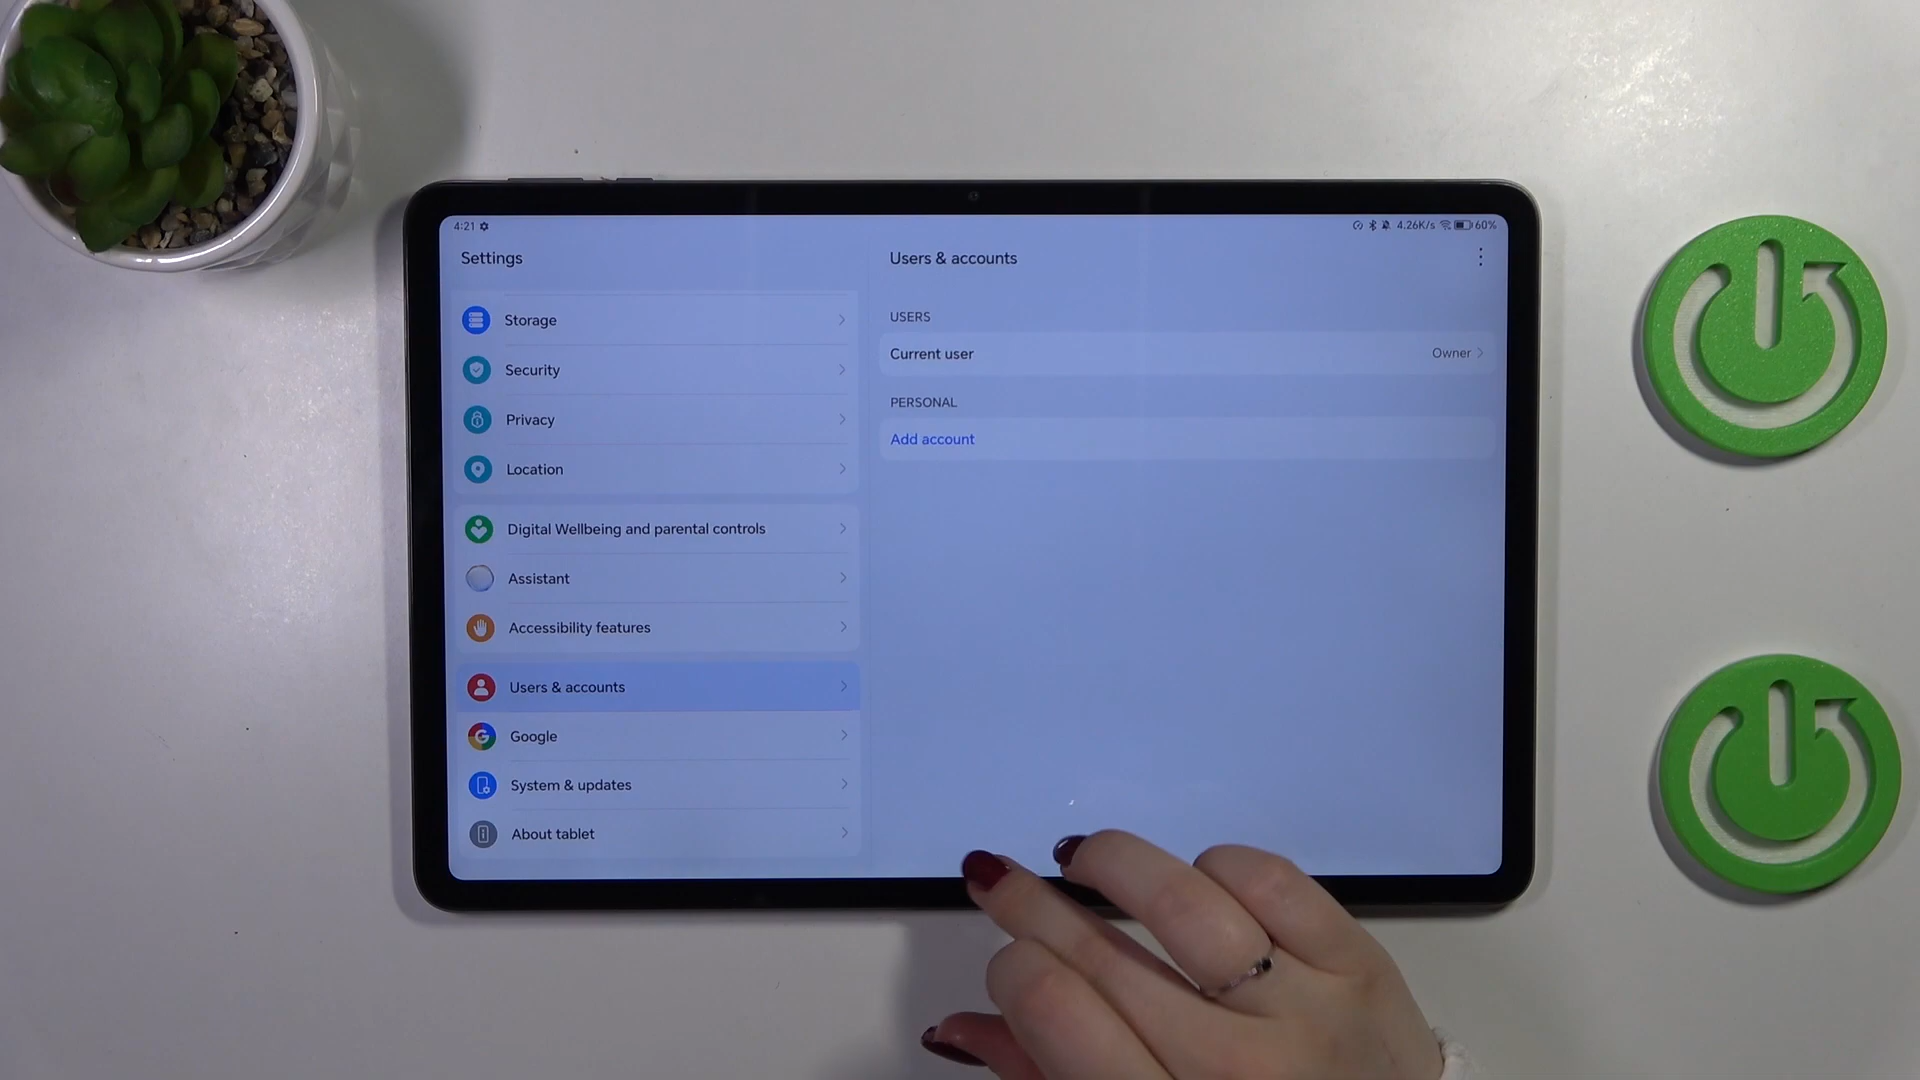 4:21
4.26K/s 60%
Settings
Storage
Security
Privacy
Location
Digital Wellbeing and parental controls
Assistant
Accessibility features
Users & accounts
Google
System & updates
About tablet
Users & accounts
USERS
Current user Owner
PERSONAL
Add account